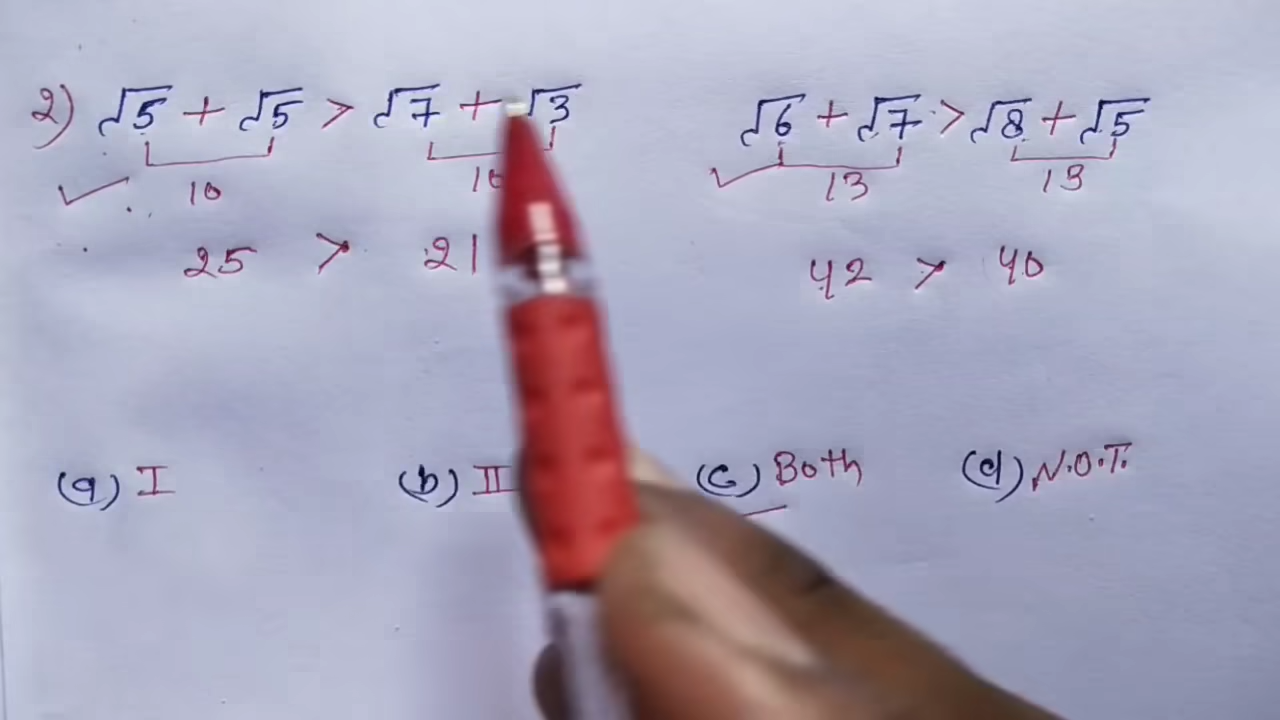 2) √5 + √5 > √7 + √3 √6 + √7 > √8 + √5
10 13 13
25 > 21 42 > 40
(a) I (b) II (c) Both (d) N.O.T.